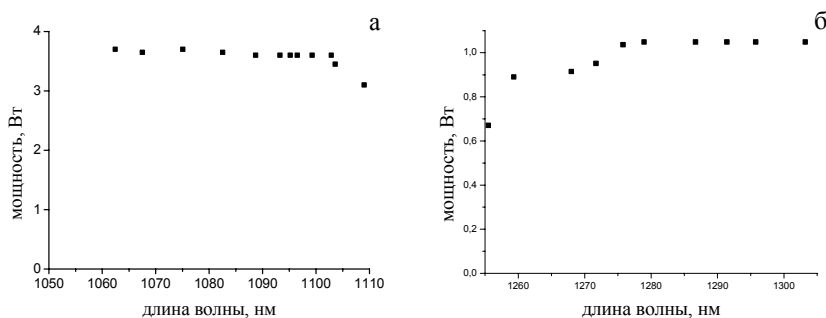 а
4
3
2
1
0
мощность, Вт
1050 1060 1070 1080 1090 1100 1110
длина волны, нм
б
1,0
0,8
0,6
0,4
0,2
0,0
мощность, Вт
1260 1270 1280 1290 1300
длина волны, нм